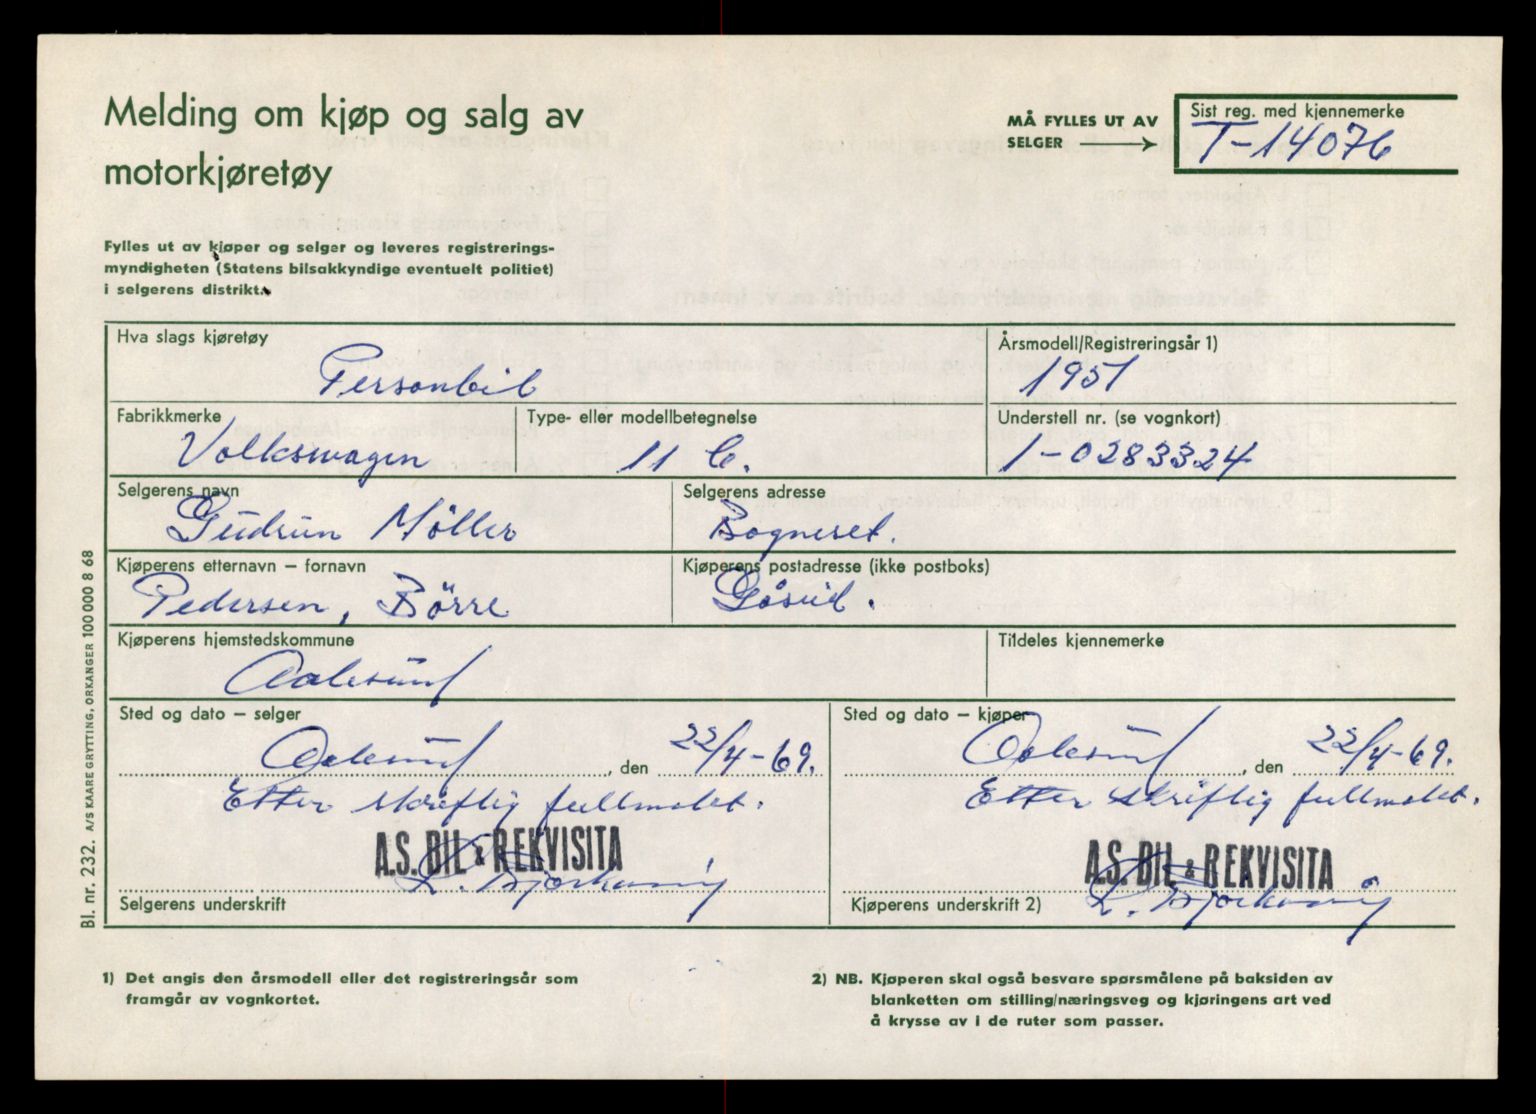 Melding om kjøp og salg av
motorkjøretøy
MÅ FYLLES UT AV
SELGER
Sist reg. med kjennemerke
T-14076
Fylles ut av kjøper og selger og leveres registrerings-
myndigheten (Statens bilsakkyndige eventuelt politiet)
i selgerens distrikt.
Hva slags kjøretøy
Personbil
Årsmodell/Registreringsår 1)
1951
Fabrikkmerke
Volkswagen
Type- eller modellbetegnelse
11 C.
Understell nr. (se vognkort)
1-0283324
Selgerens navn
Gudrun Möller
Selgerens adresse
Bogneset.
Kjøperens etternavn – fornavn
Pedersen, Börre
Kjøperens postadresse (ikke postboks)
Kjøperens hjemstedskommune
Aalesund
Tildeles kjennemerke
Sted og dato – selger
Aalesund, den 22/4-69.
Etter skriftlig fullmakt.
A.S. BIL & REKVISITA
Selgerens underskrift
Sted og dato – kjøper
Aalesund, den 22/4-69.
Etter skriftlig fullmakt.
A.S. BIL & REKVISITA
Kjøperens underskrift 2)
1) Det angis den årsmodell eller det registreringsår som
framgår av vognkortet.
2) NB. Kjøperen skal også besvare spørsmålene på baksiden av
blanketten om stilling/næringsveg og kjøringens art ved
å krysse av i de ruter som passer.
Bl. nr. 232. A/S KAARE GRYTTING, ORKANGER 100 000 8 68